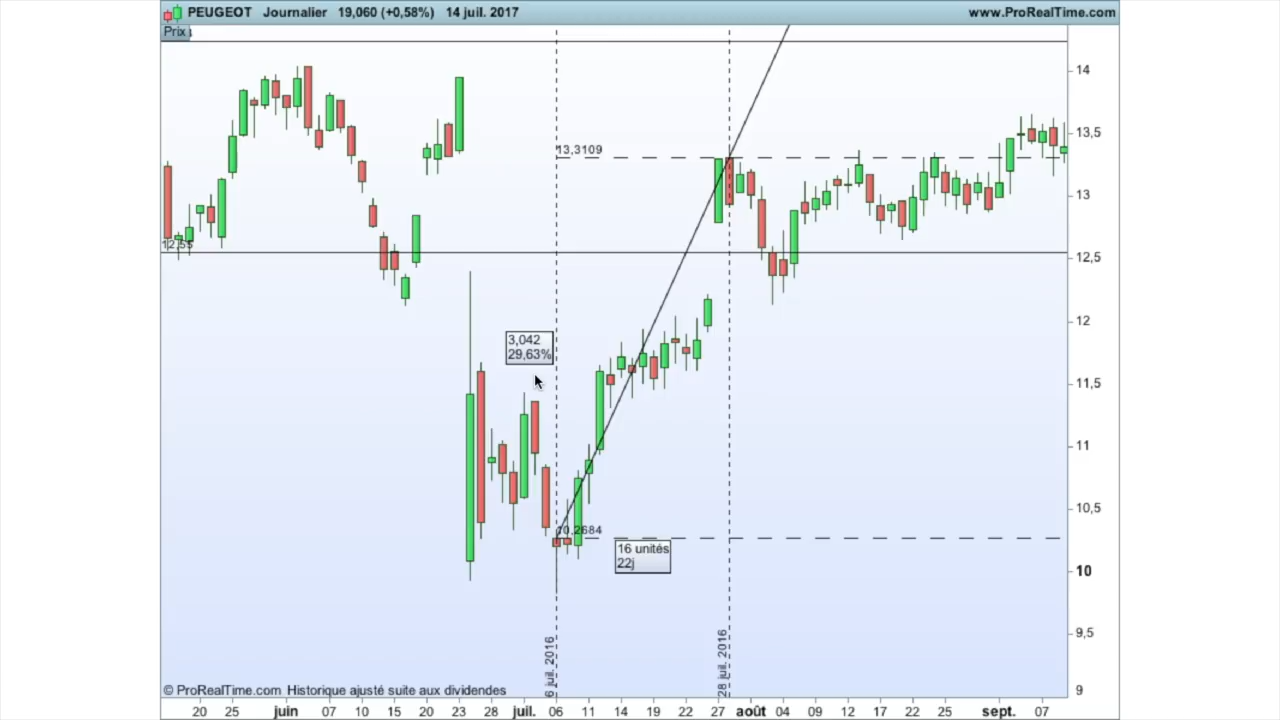 PEUGEOT Journalier 19,060 (+0,58%) 14 juil. 2017 www.ProRealTime.com
Prix
14
13,5
13,3109
13
12,55
12,5
12
3,042
29,63%
11,5
11
10,5
10,2684
16 unités
22j
10
9,5
6 juil. 2016
28 juil. 2016
9
© ProRealTime.com Historique ajusté suite aux dividendes
20 25 juin 07 10 15 20 23 28 juil. 06 11 14 19 22 27 août 04 09 12 17 22 25 sept. 07